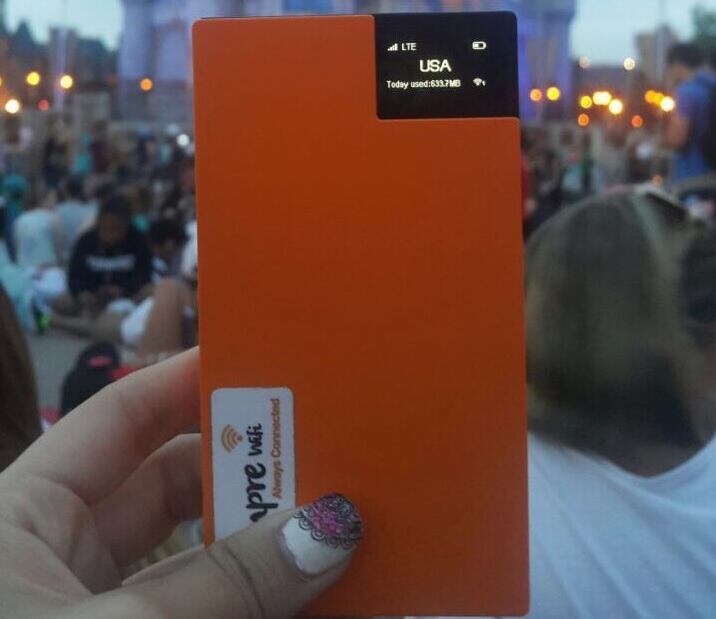 LTE
USA
Today used:633.7MB
Wifi
Always Connected